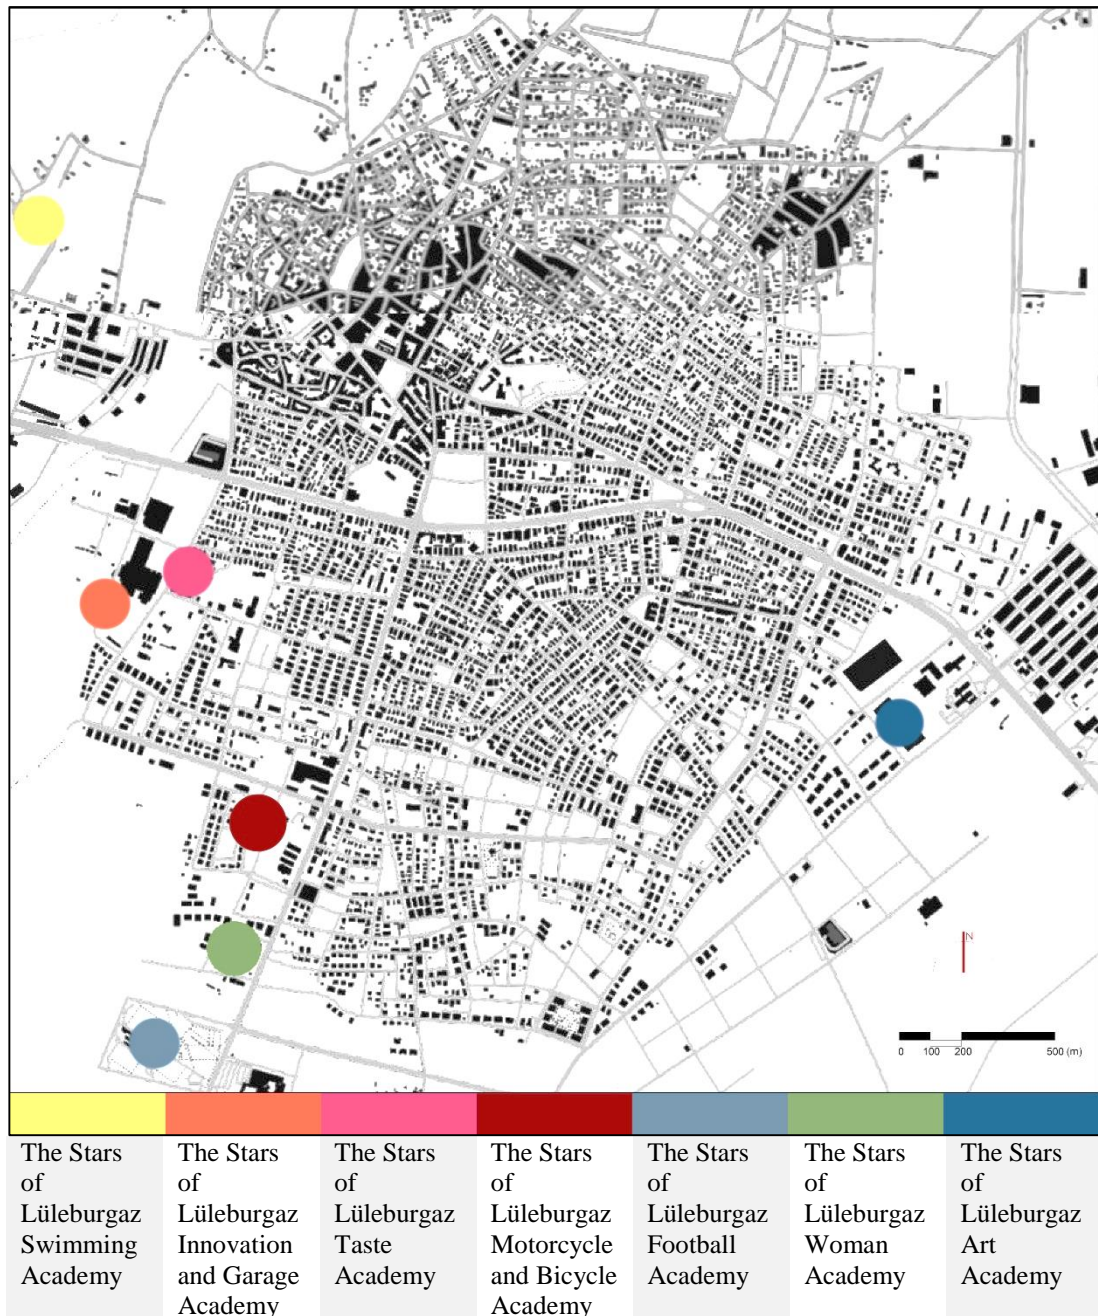 N
0 100 200 500 (m)
The Stars
of
Lüleburgaz
Swimming
Academy
The Stars
of
Lüleburgaz
Innovation
and Garage
Academy
The Stars
of
Lüleburgaz
Taste
Academy
The Stars
of
Lüleburgaz
Motorcycle
and Bicycle
Academy
The Stars
of
Lüleburgaz
Football
Academy
The Stars
of
Lüleburgaz
Woman
Academy
The Stars
of
Lüleburgaz
Art
Academy